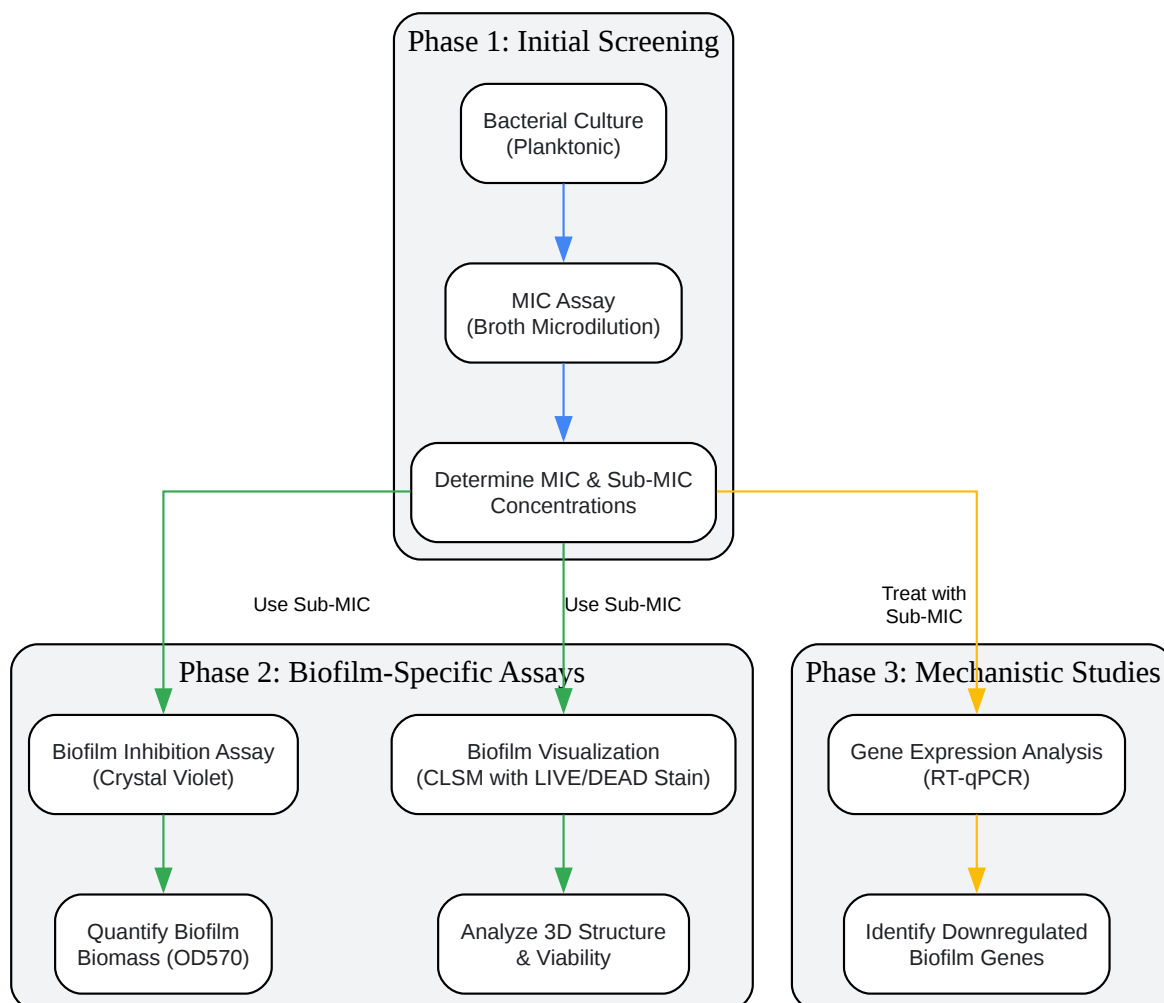 Phase 1: Initial Screening
Bacterial Culture
(Planktonic)
MIC Assay
(Broth Microdilution)
Determine MIC & Sub-MIC
Concentrations
Use Sub-MIC
Use Sub-MIC
Treat with
Sub-MIC
Phase 2: Biofilm-Specific Assays
Biofilm Inhibition Assay
(Crystal Violet)
Quantify Biofilm
Biomass (OD570)
Biofilm Visualization
(CLSM with LIVE/DEAD Stain)
Analyze 3D Structure
& Viability
Phase 3: Mechanistic Studies
Gene Expression Analysis
(RT-qPCR)
Identify Downregulated
Biofilm Genes